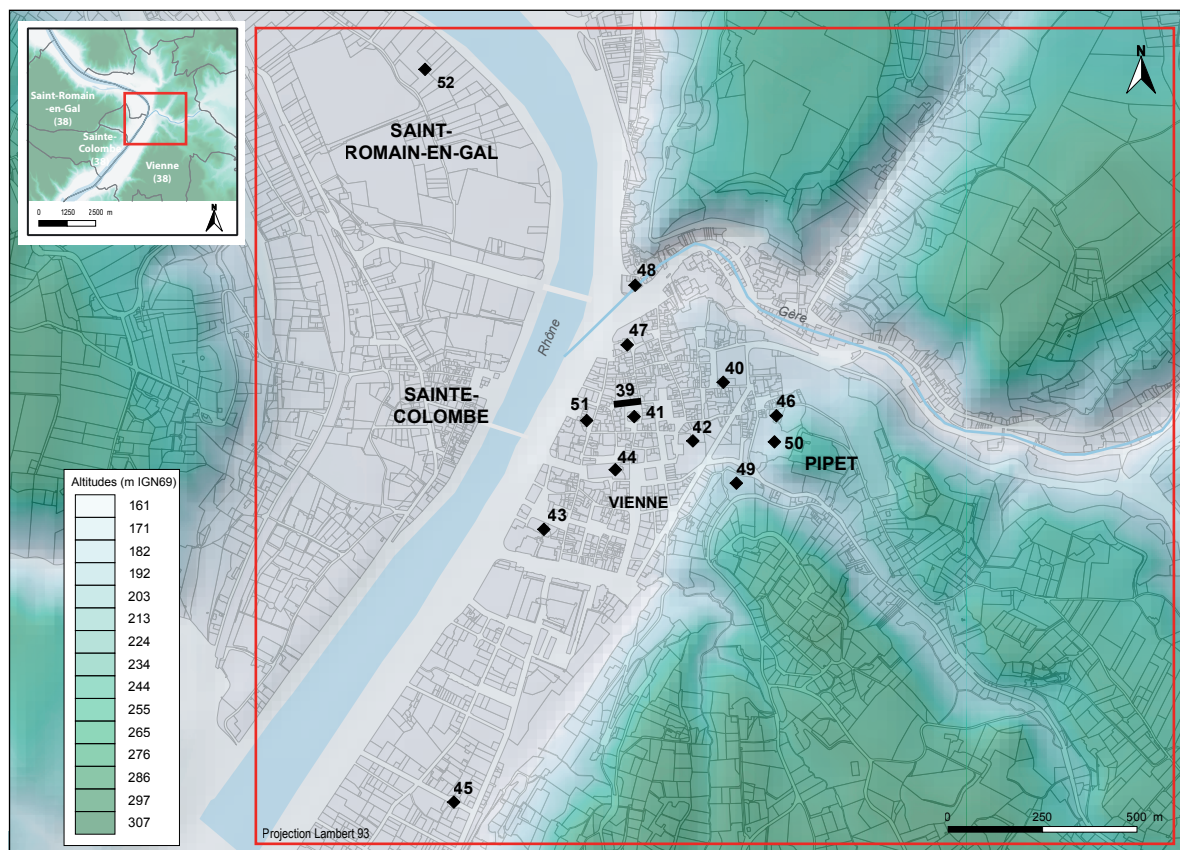 N
Saint-Romain
-en-Gal
(38)
Sainte-
Colombe
(38)
Vienne
(38)
0 1250 2500 m
N
52
SAINT-
ROMAIN-EN-GAL
48
Gère
Rhône
47
40
39
SAINTE-
COLOMBE
51
41
46
42
50
PIPET
44
49
VIENNE
43
45
Altitudes (m IGN69)
161
171
182
192
203
213
224
234
244
255
265
276
286
297
307
Projection Lambert 93
0 250 500 m